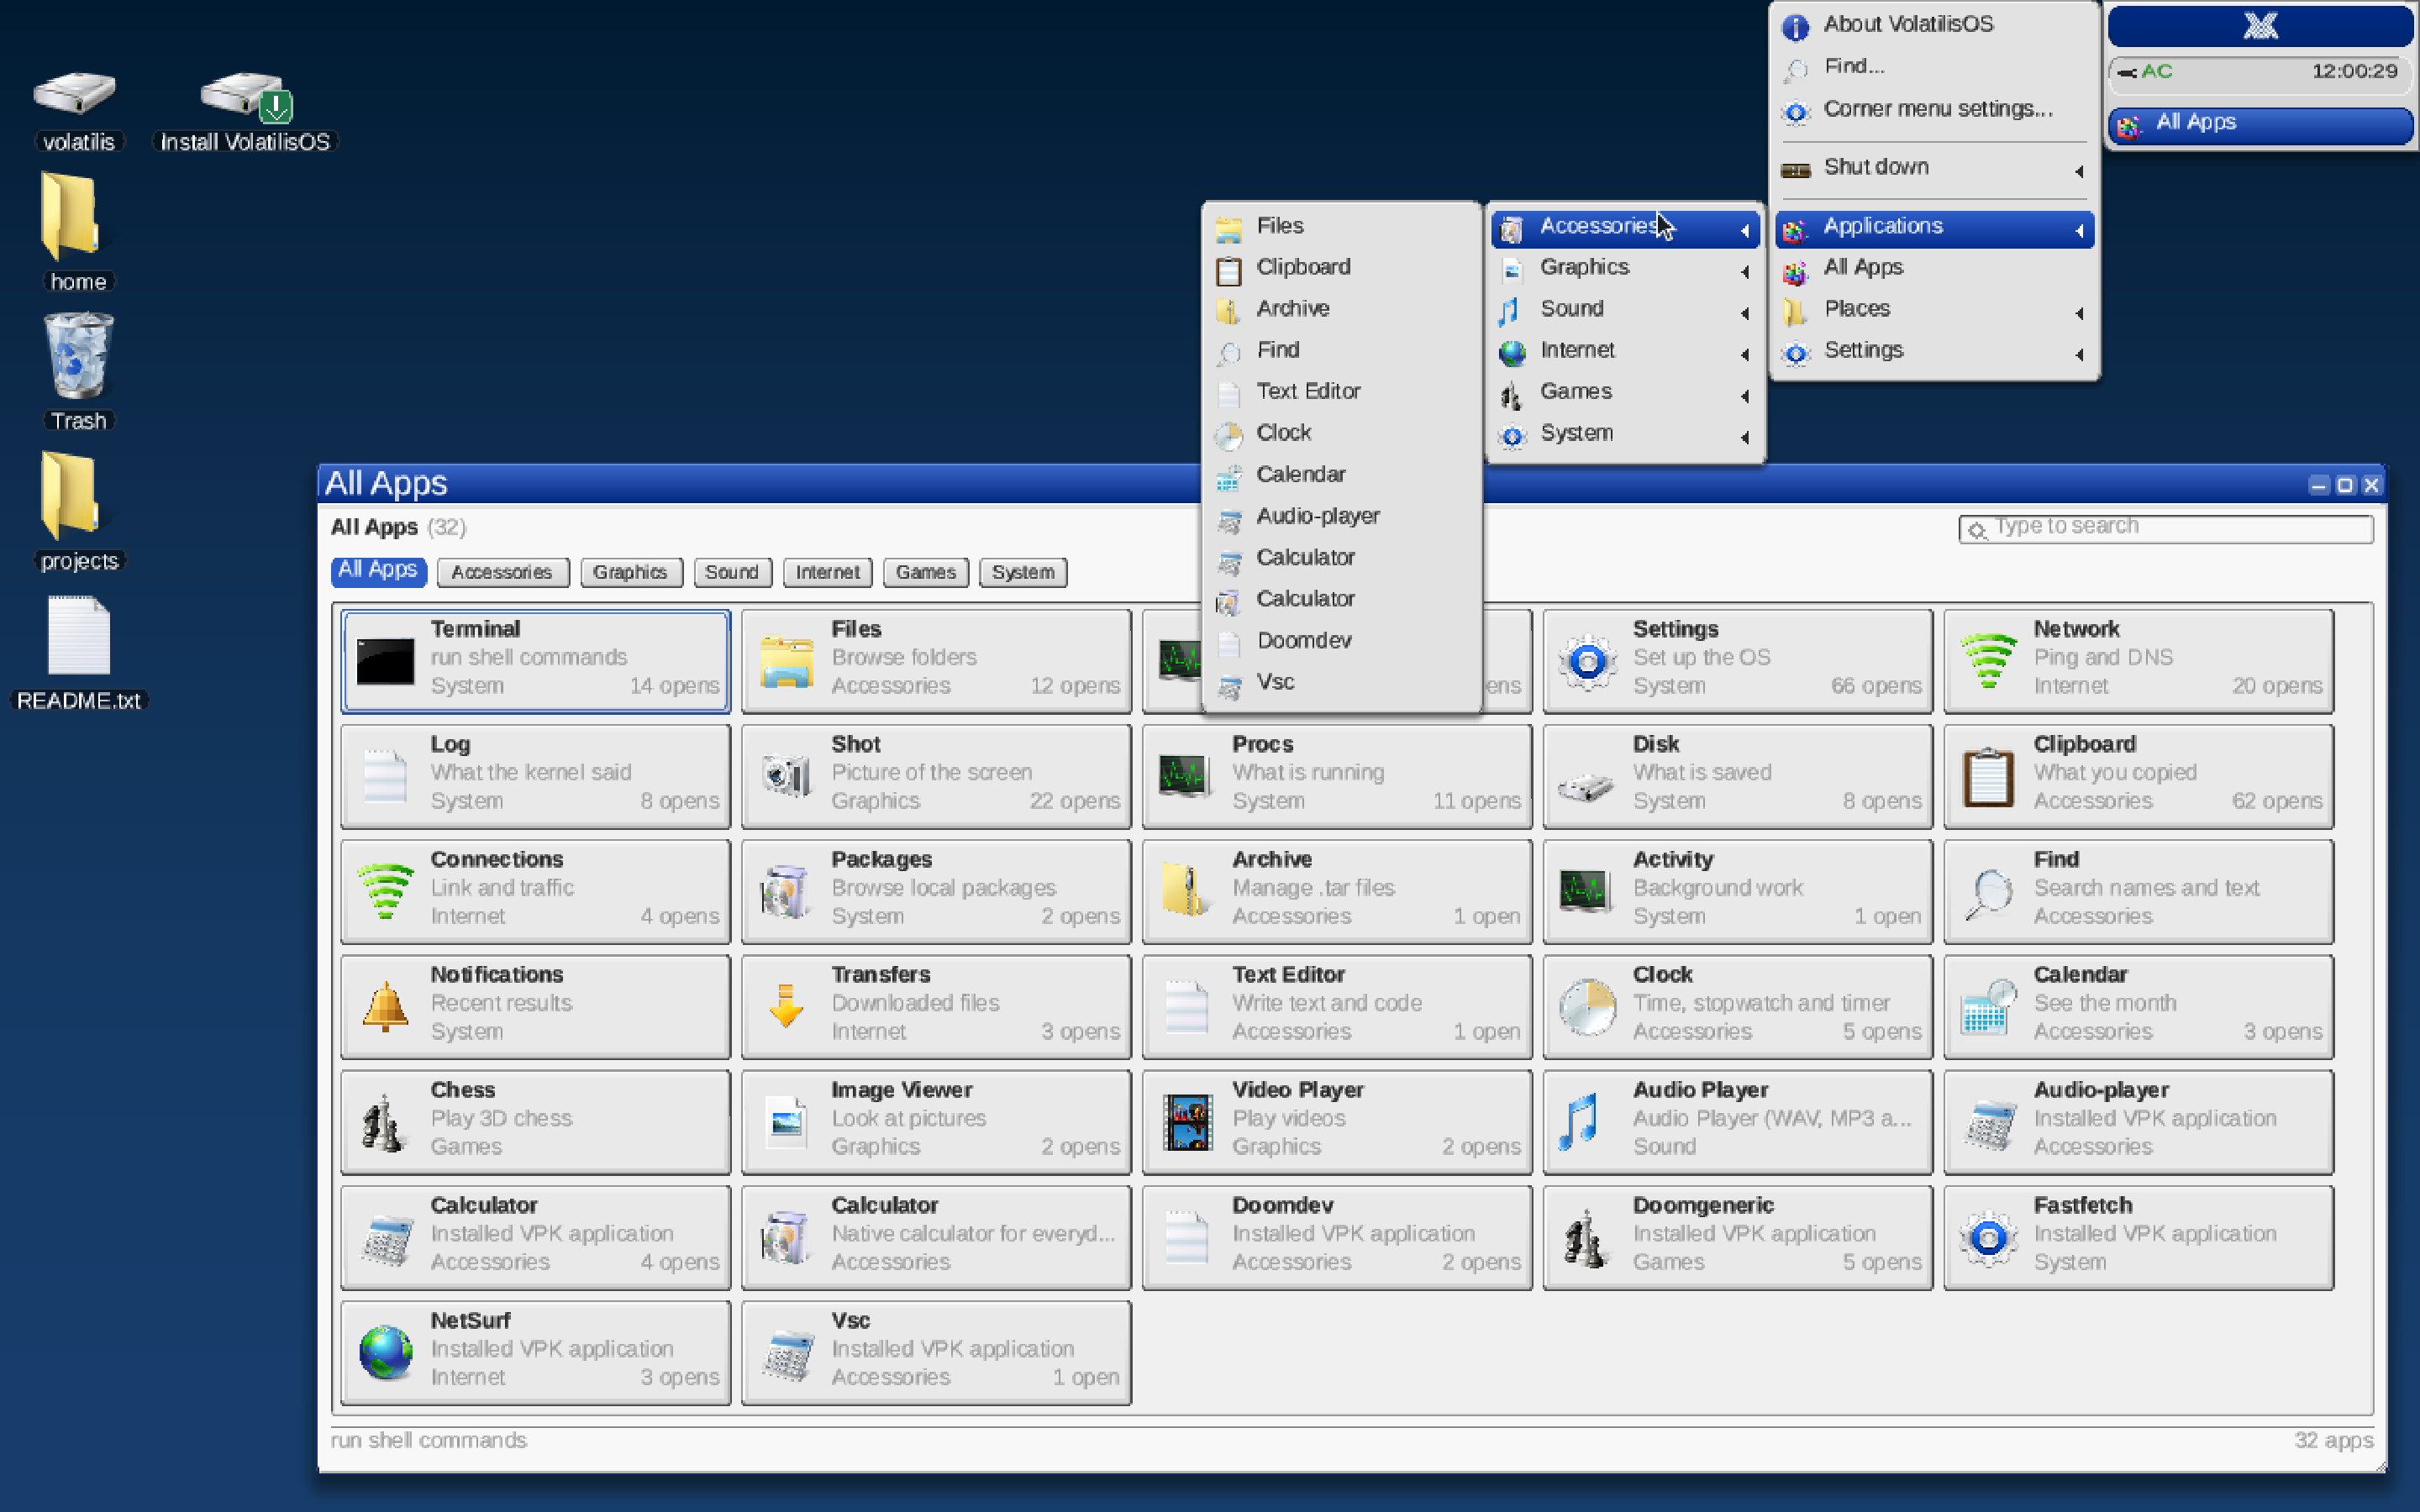 volatilis
Install VolatilisOS
home
Trash
projects
README.txt
About VolatilisOS
Find...
Corner menu settings...
Shut down
Applications
All Apps
Places
Settings
AC 12:00:29
All Apps
Accessories
Graphics
Sound
Internet
Games
System
Files
Clipboard
Archive
Find
Text Editor
Clock
Calendar
Audio-player
Calculator
Calculator
Doomdev
Vsc
All Apps
All Apps (32)
Type to search
All Apps Accessories Graphics Sound Internet Games System
Terminal
run shell commands
System 14 opens
Files
Browse folders
Accessories 12 opens
Settings
Set up the OS
System 66 opens
Network
Ping and DNS
Internet 20 opens
Log
What the kernel said
System 8 opens
Shot
Picture of the screen
Graphics 22 opens
Procs
What is running
System 11 opens
Disk
What is saved
System 8 opens
Clipboard
What you copied
Accessories 62 opens
Connections
Link and traffic
Internet 4 opens
Packages
Browse local packages
System 2 opens
Archive
Manage .tar files
Accessories 1 open
Activity
Background work
System 1 open
Find
Search names and text
Accessories
Notifications
Recent results
System
Transfers
Downloaded files
Internet 3 opens
Text Editor
Write text and code
Accessories 1 open
Clock
Time, stopwatch and timer
Accessories 5 opens
Calendar
See the month
Accessories 3 opens
Chess
Play 3D chess
Games
Image Viewer
Look at pictures
Graphics 2 opens
Video Player
Play videos
Graphics 2 opens
Audio Player
Audio Player (WAV, MP3 a...
Sound
Audio-player
Installed VPK application
Accessories
Calculator
Installed VPK application
Accessories 4 opens
Calculator
Native calculator for everyd...
Accessories
Doomdev
Installed VPK application
Accessories 2 opens
Doomgeneric
Installed VPK application
Games 5 opens
Fastfetch
Installed VPK application
System
NetSurf
Installed VPK application
Internet 3 opens
Vsc
Installed VPK application
Accessories 1 open
run shell commands
32 apps